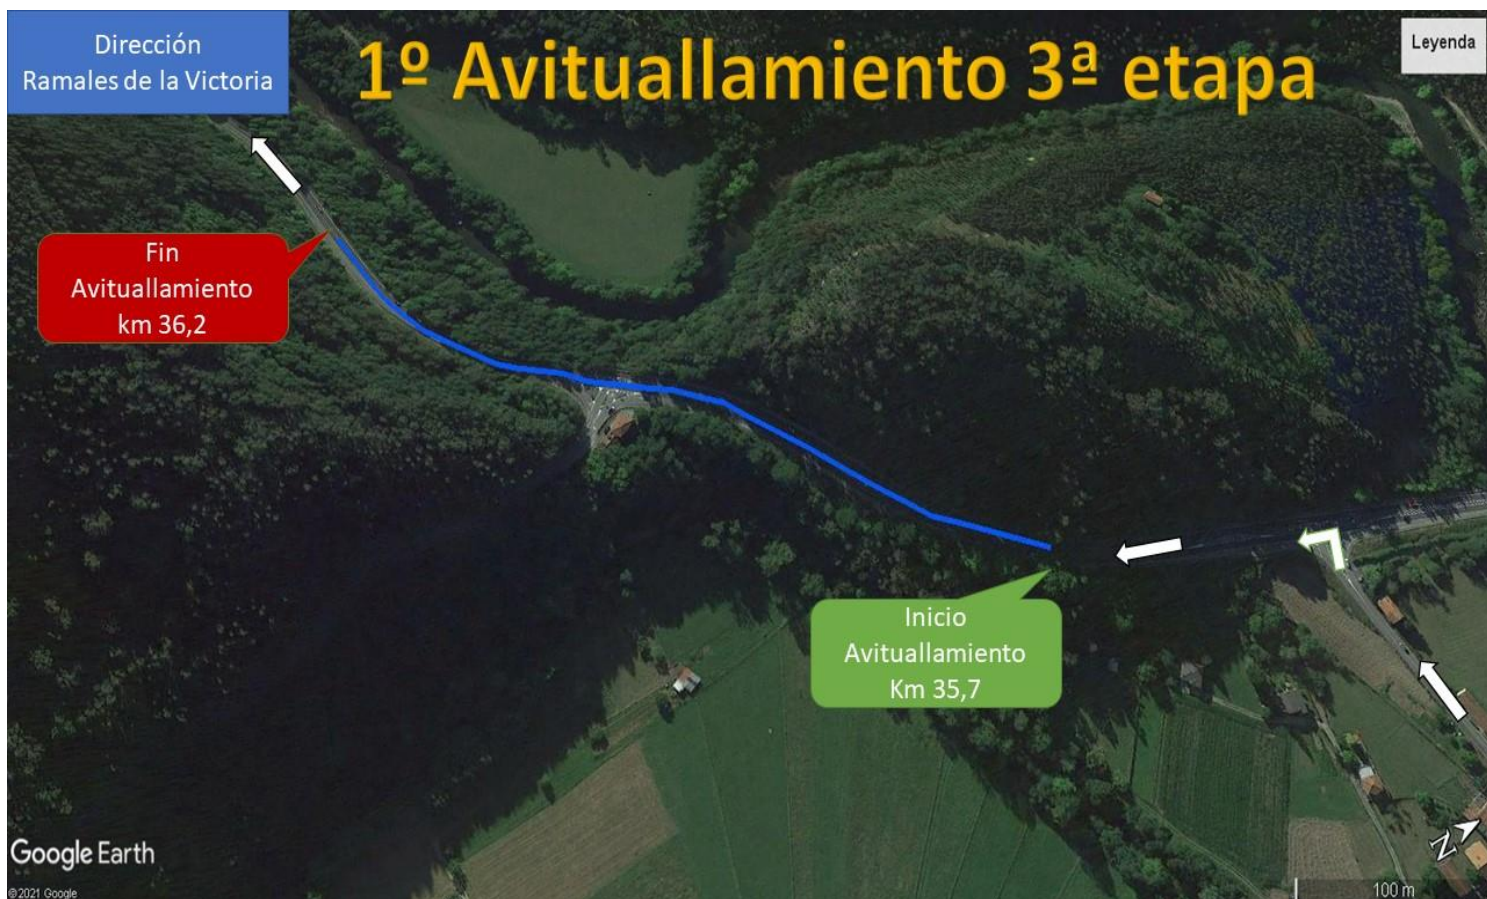 Dirección
Ramales de la Victoria
1º Avituallamiento 3ª etapa
Leyenda
Fin
Avituallamiento
km 36,2
Inicio
Avituallamiento
Km 35,7
Google Earth
©2021 Google
N
100 m